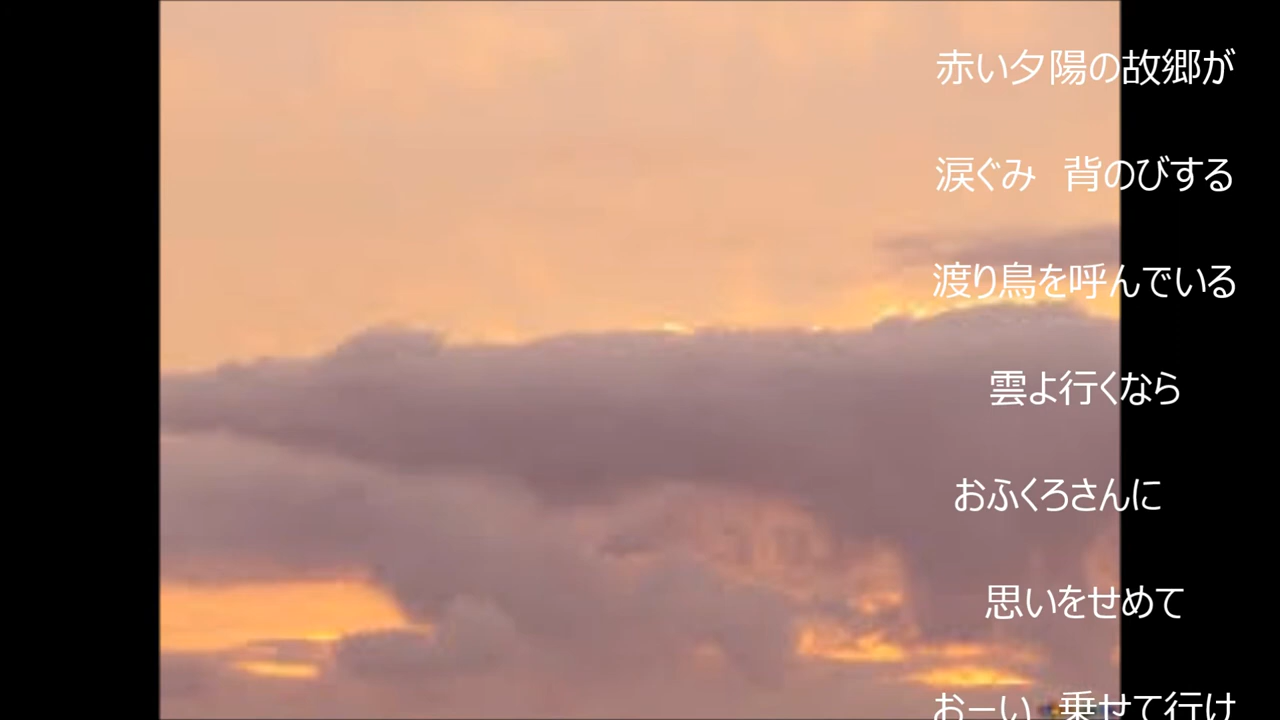 赤い夕陽の故郷が
涙ぐみ　背のびする
渡り鳥を呼んでいる
雲よ行くなら
おふくろさんに
思いをせめて
おーい　乗せて行け